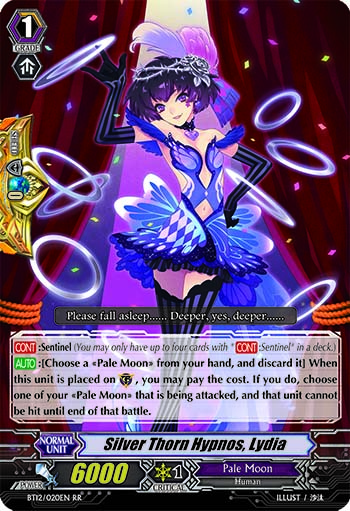 1
GRADE
SHIELD
0
Please fall asleep...... Deeper, yes, deeper......
CONT :Sentinel (You may only have up to four cards with "
CONT :Sentinel" in a deck.)
AUTO :[Choose a «Pale Moon» from your hand, and discard it] When
this unit is placed on GC , you may pay the cost. If you do, choose
one of your «Pale Moon» that is being attacked, and that unit cannot
be hit until end of that battle.
NORMAL
UNIT
Silver Thorn Hypnos, Lydia
POWER
6000
1
CRITICAL
Pale Moon
Human
BT12/020EN RR
ILLUST / 沙汰